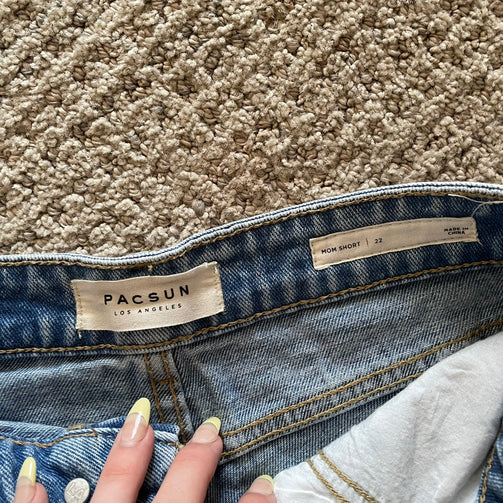 PACSUN
LOS ANGELES
MOM SHORT | 22
MADE IN
CHINA